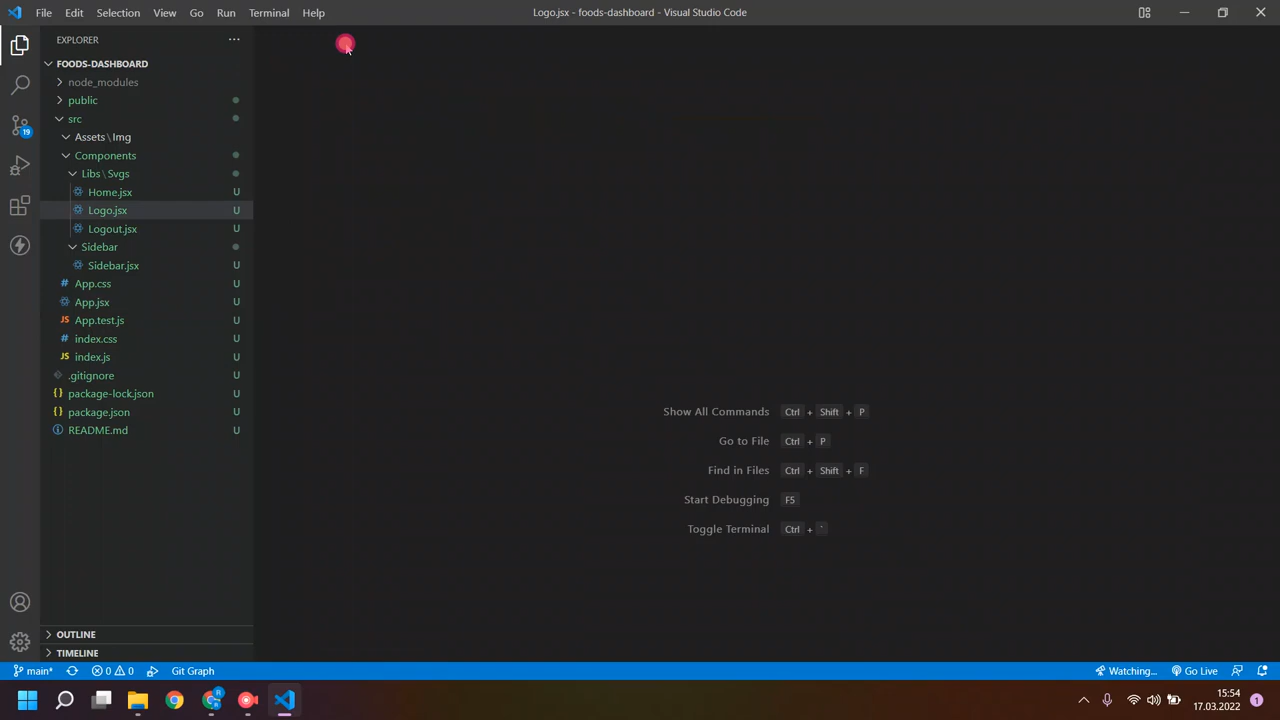 File Edit Selection View Go Run Terminal Help
Logo.jsx - foods-dashboard - Visual Studio Code
EXPLORER
FOODS-DASHBOARD
node_modules
public
src
Assets\Img
Components
Libs\Svgs
Home.jsx U
Logo.jsx U
Logout.jsx U
Sidebar
Sidebar.jsx U
# App.css U
App.jsx U
JS App.test.js U
# index.css U
JS index.js U
.gitignore U
{} package-lock.json U
{} package.json U
README.md U
OUTLINE
TIMELINE
19
Show All Commands Ctrl + Shift + P
Go to File Ctrl + P
Find in Files Ctrl + Shift + F
Start Debugging F5
Toggle Terminal Ctrl + `
main* 0 0 Git Graph
Watching... Go Live
R
15:54
17.03.2022
1